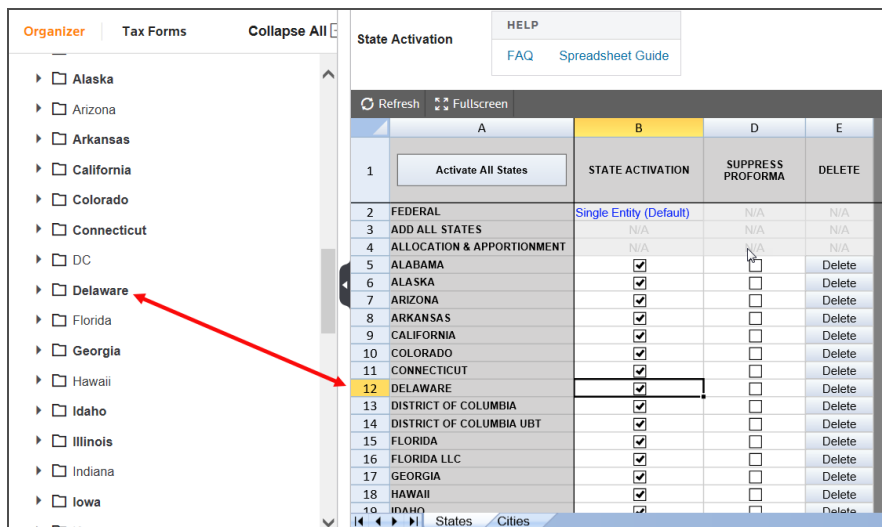 Organizer Tax Forms Collapse All
Alaska
Arizona
Arkansas
California
Colorado
Connecticut
DC
Delaware
Florida
Georgia
Hawaii
Idaho
Illinois
Indiana
Iowa
State Activation
HELP
FAQ Spreadsheet Guide
Refresh Fullscreen
A B D E
1 Activate All States STATE ACTIVATION SUPPRESS PROFORMA DELETE
2 FEDERAL Single Entity (Default) N/A N/A
3 ADD ALL STATES N/A N/A N/A
4 ALLOCATION & APPORTIONMENT N/A N/A N/A
5 ALABAMA Delete
6 ALASKA Delete
7 ARIZONA Delete
8 ARKANSAS Delete
9 CALIFORNIA Delete
10 COLORADO Delete
11 CONNECTICUT Delete
12 DELAWARE Delete
13 DISTRICT OF COLUMBIA Delete
14 DISTRICT OF COLUMBIA UBT Delete
15 FLORIDA Delete
16 FLORIDA LLC Delete
17 GEORGIA Delete
18 HAWAII Delete
19 IDAHO Delete
States Cities